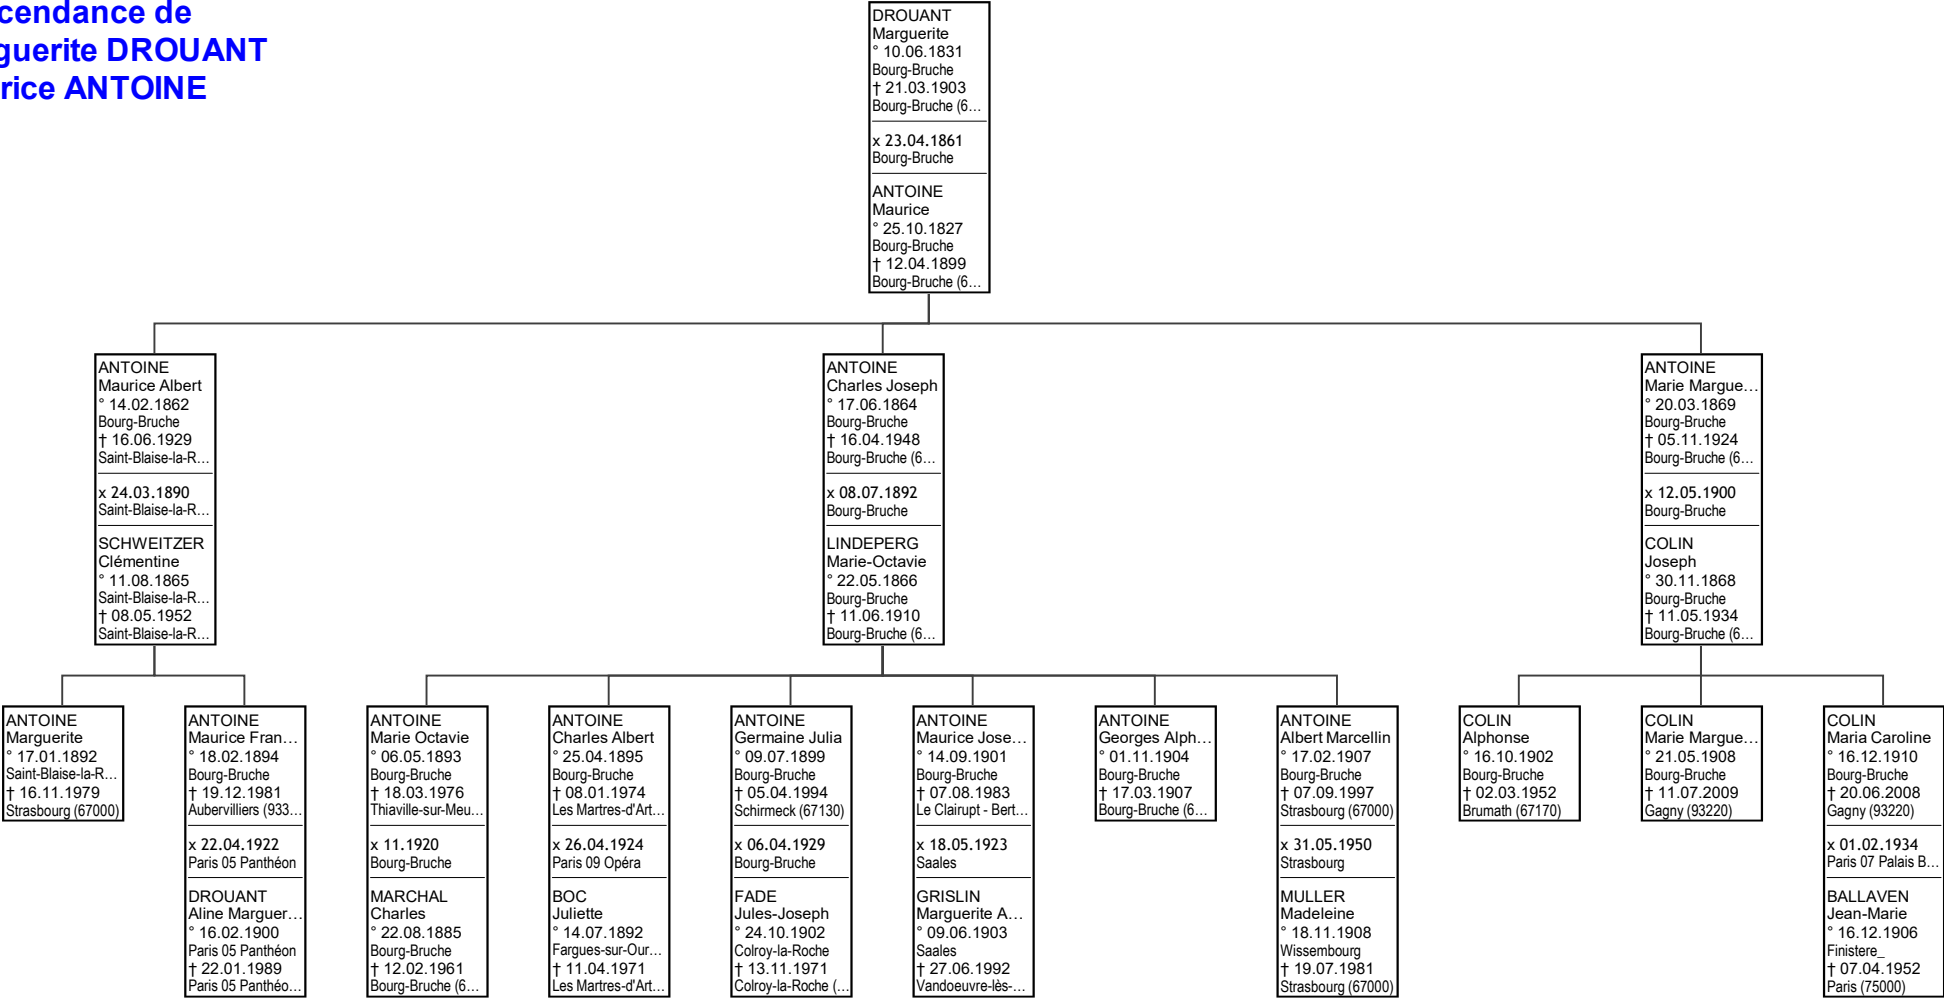 cendance de
guerite DROUANT
rice ANTOINE
DROUANT
Marguerite
° 10.06.1831
Bourg-Bruche
† 21.03.1903
Bourg-Bruche (6...
x 23.04.1861
Bourg-Bruche
ANTOINE
Maurice
° 25.10.1827
Bourg-Bruche
† 12.04.1899
Bourg-Bruche (6...
ANTOINE
Maurice Albert
° 14.02.1862
Bourg-Bruche
† 16.06.1929
Saint-Blaise-la-R...
x 24.03.1890
Saint-Blaise-la-R...
SCHWEITZER
Clémentine
° 11.08.1865
Saint-Blaise-la-R...
† 08.05.1952
Saint-Blaise-la-R...
ANTOINE
Charles Joseph
° 17.06.1864
Bourg-Bruche
† 16.04.1948
Bourg-Bruche (6...
x 08.07.1892
Bourg-Bruche
LINDEPERG
Marie-Octavie
° 22.05.1866
Bourg-Bruche
† 11.06.1910
Bourg-Bruche (6...
ANTOINE
Marie Margue...
° 20.03.1869
Bourg-Bruche
† 05.11.1924
Bourg-Bruche (6...
x 12.05.1900
Bourg-Bruche
COLIN
Joseph
° 30.11.1868
Bourg-Bruche
† 11.05.1934
Bourg-Bruche (6...
ANTOINE
Marguerite
° 17.01.1892
Saint-Blaise-la-R...
† 16.11.1979
Strasbourg (67000)
ANTOINE
Maurice Fran...
° 18.02.1894
Bourg-Bruche
† 19.12.1981
Aubervilliers (933...
x 22.04.1922
Paris 05 Panthéon
DROUANT
Aline Marguer...
° 16.02.1900
Paris 05 Panthéon
† 22.01.1989
Paris 05 Panthéo...
ANTOINE
Marie Octavie
° 06.05.1893
Bourg-Bruche
† 18.03.1976
Thiaville-sur-Meu...
x 11.1920
Bourg-Bruche
MARCHAL
Charles
° 22.08.1885
Bourg-Bruche
† 12.02.1961
Bourg-Bruche (6...
ANTOINE
Charles Albert
° 25.04.1895
Bourg-Bruche
† 08.01.1974
Les Martres-d'Art...
x 26.04.1924
Paris 09 Opéra
BOC
Juliette
° 14.07.1892
Fargues-sur-Our...
† 11.04.1971
Les Martres-d'Art...
ANTOINE
Germaine Julia
° 09.07.1899
Bourg-Bruche
† 05.04.1994
Schirmeck (67130)
x 06.04.1929
Bourg-Bruche
FADE
Jules-Joseph
° 24.10.1902
Colroy-la-Roche
† 13.11.1971
Colroy-la-Roche (...
ANTOINE
Maurice Jose...
° 14.09.1901
Bourg-Bruche
† 07.08.1983
Le Clairupt - Bert...
x 18.05.1923
Saales
GRISLIN
Marguerite A...
° 09.06.1903
Saales
† 27.06.1992
Vandoeuvre-lès-...
ANTOINE
Georges Alph...
° 01.11.1904
Bourg-Bruche
† 17.03.1907
Bourg-Bruche (6...
ANTOINE
Albert Marcellin
° 17.02.1907
Bourg-Bruche
† 07.09.1997
Strasbourg (67000)
x 31.05.1950
Strasbourg
MULLER
Madeleine
° 18.11.1908
Wissembourg
† 19.07.1981
Strasbourg (67000)
COLIN
Alphonse
° 16.10.1902
Bourg-Bruche
† 02.03.1952
Brumath (67170)
COLIN
Marie Margue...
° 21.05.1908
Bourg-Bruche
† 11.07.2009
Gagny (93220)
COLIN
Maria Caroline
° 16.12.1910
Bourg-Bruche
† 20.06.2008
Gagny (93220)
x 01.02.1934
Paris 07 Palais B...
BALLAVEN
Jean-Marie
° 16.12.1906
Finistere_
† 07.04.1952
Paris (75000)